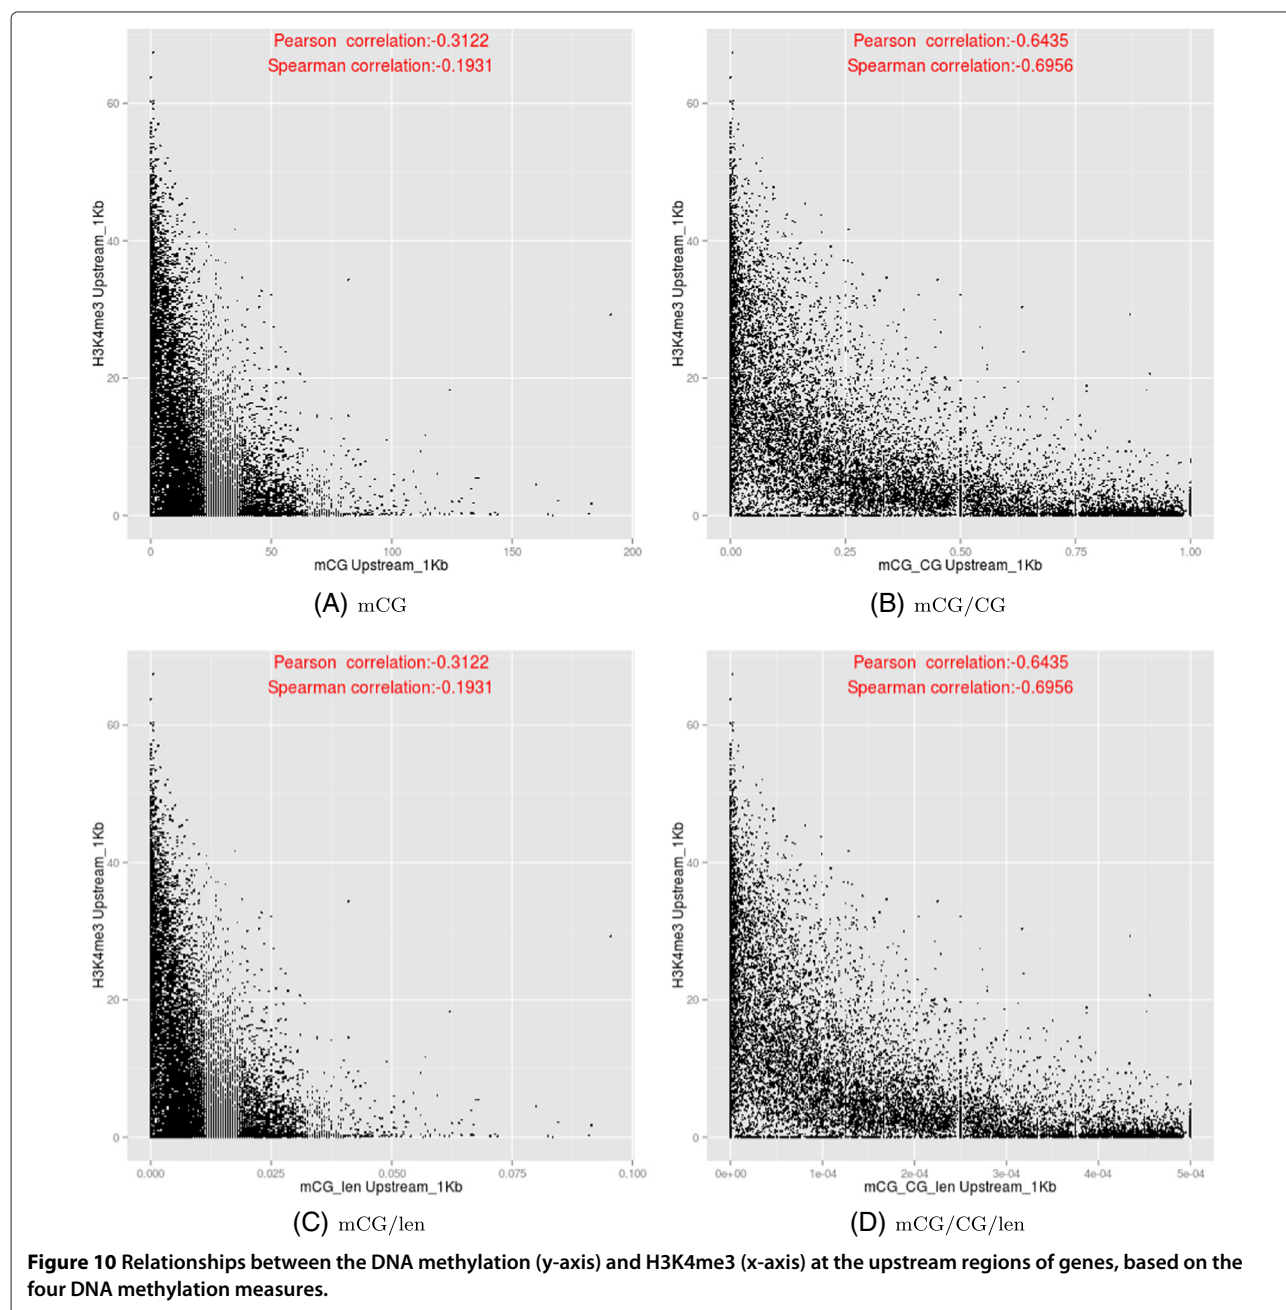 Pearson correlation:-0.3122
Spearman correlation:-0.1931
H3K4me3 Upstream_1Kb
60
40
20
0
0 50 100 150 200
mCG Upstream_1Kb
(A) mCG
Pearson correlation:-0.6435
Spearman correlation:-0.6956
H3K4me3 Upstream_1Kb
60
40
20
0
0.00 0.25 0.50 0.75 1.00
mCG_CG Upstream_1Kb
(B) mCG/CG
Pearson correlation:-0.3122
Spearman correlation:-0.1931
H3K4me3 Upstream_1Kb
60
40
20
0
0.000 0.025 0.050 0.075 0.100
mCG_len Upstream_1Kb
(C) mCG/len
Pearson correlation:-0.6435
Spearman correlation:-0.6956
H3K4me3 Upstream_1Kb
60
40
20
0
0e+00 1e-04 2e-04 3e-04 4e-04 5e-04
mCG_CG_len Upstream_1Kb
(D) mCG/CG/len
Figure 10 Relationships between the DNA methylation (y-axis) and H3K4me3 (x-axis) at the upstream regions of genes, based on the
four DNA methylation measures.